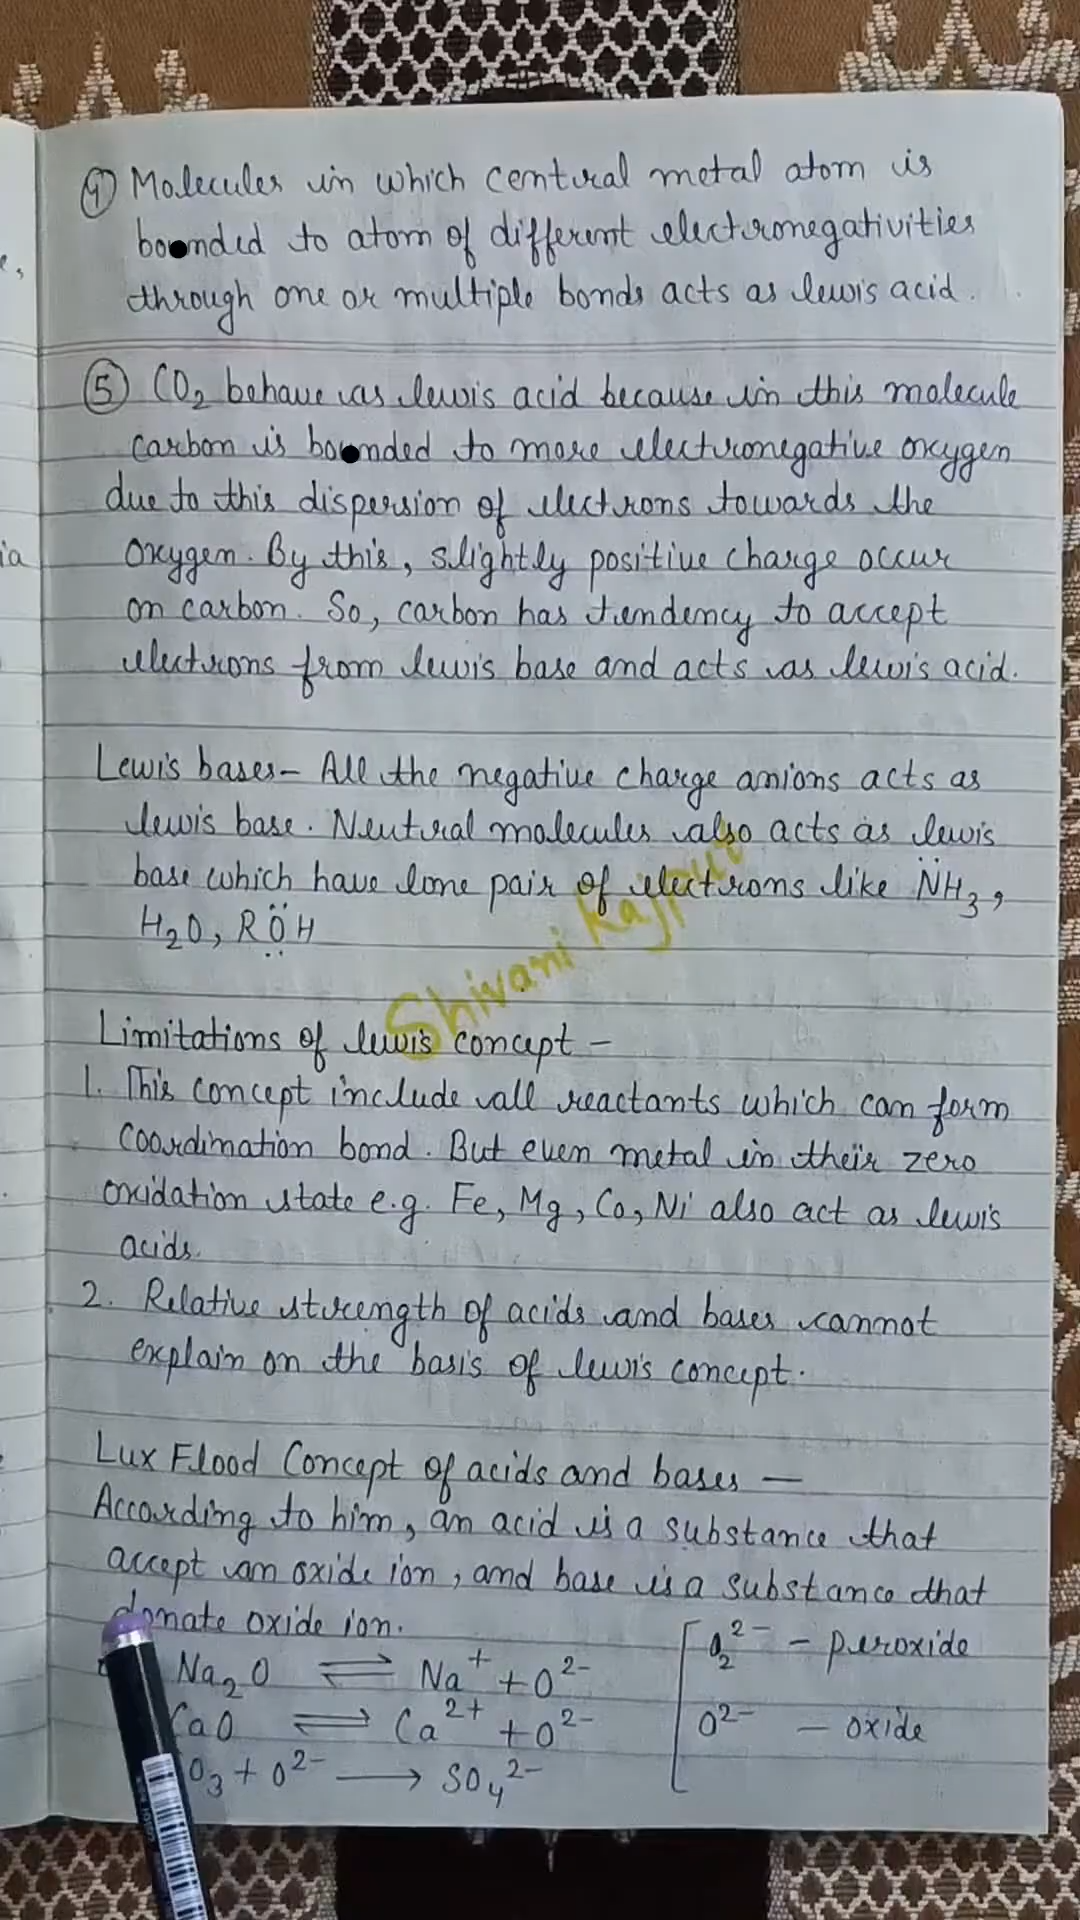 ④ Molecules in which central metal atom is
bonded to atom of different electronegativities
through one or multiple bonds acts as lewis acid.
⑤ CO₂ behave as lewis acid because in this molecule
carbon is bonded to more electronegative oxygen
due to this dispersion of electrons towards the
oxygen. By this, slightly positive charge occur
on carbon. So, carbon has tendency to accept
electrons from lewis base and acts as lewis acid.
Lewis bases- All the negative charge anions acts as
lewis base. Neutral molecules also acts as lewis
base which have lone pair of electrons like N̈H₃,
H₂O, RÖH
Shivani Rajput
Limitations of lewis concept -
1. This concept include all reactants which can form
coordination bond. But even metal in their zero
oxidation state e.g. Fe, Mg, Co, Ni also act as lewis
acids.
2. Relative strength of acids and bases cannot
explain on the basis of lewis concept.
Lux Flood Concept of acids and bases —
According to him, an acid is a substance that
accept an oxide ion, and base is a substance that
donate oxide ion.
Na₂O ⇌ Na⁺ + O²⁻
CaO ⇌ Ca²⁺ + O²⁻
O₃ + O²⁻ ⟶ SO₄²⁻
[ O₂²⁻ - peroxide
O²⁻ - oxide
ia